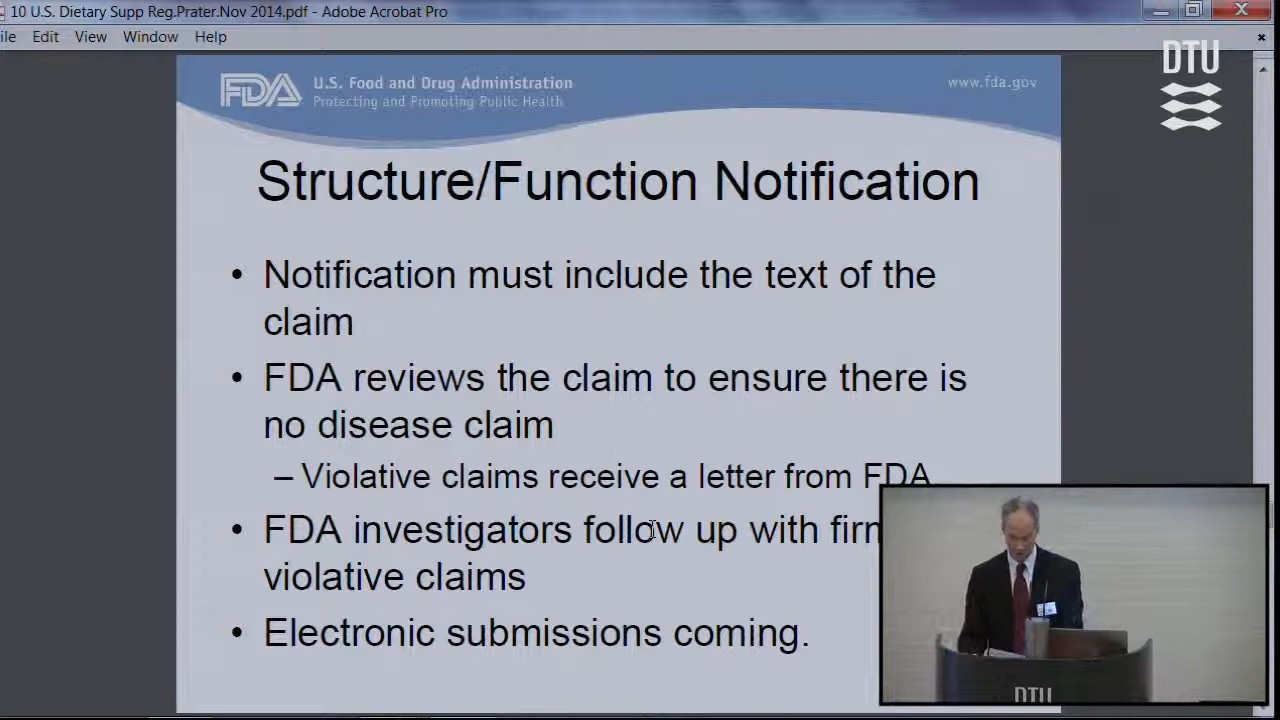 10 U.S. Dietary Supp Reg.Prater.Nov 2014.pdf - Adobe Acrobat Pro
ile Edit View Window Help
DTU
FDA U.S. Food and Drug Administration
Protecting and Promoting Public Health
www.fda.gov
Structure/Function Notification
• Notification must include the text of the
claim
• FDA reviews the claim to ensure there is
no disease claim
– Violative claims receive a letter from FDA
• FDA investigators follow up with firm
violative claims
• Electronic submissions coming.
DTU